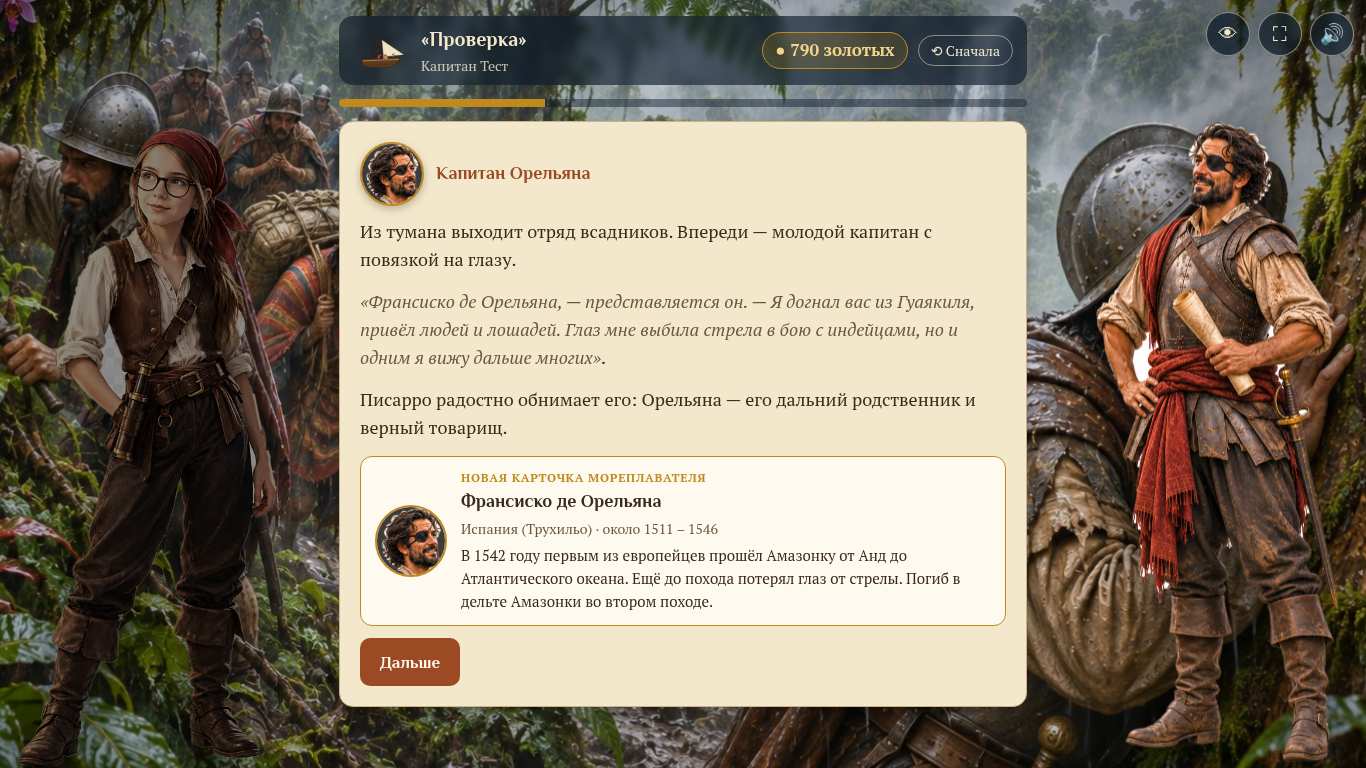 «Проверка»
Капитан Тест
● 790 золотых
⟲ Сначала
Капитан Орельяна
Из тумана выходит отряд всадников. Впереди — молодой капитан с
повязкой на глазу.
«Франсиско де Орельяна, — представляется он. — Я догнал вас из Гуаякиля,
привёл людей и лошадей. Глаз мне выбила стрела в бою с индейцами, но и
одним я вижу дальше многих».
Писарро радостно обнимает его: Орельяна — его дальний родственник и
верный товарищ.
НОВАЯ КАРТОЧКА МОРЕПЛАВАТЕЛЯ
Франсиско де Орельяна
Испания (Трухильо) · около 1511 – 1546
В 1542 году первым из европейцев прошёл Амазонку от Анд до
Атлантического океана. Ещё до похода потерял глаз от стрелы. Погиб в
дельте Амазонки во втором походе.
Дальше